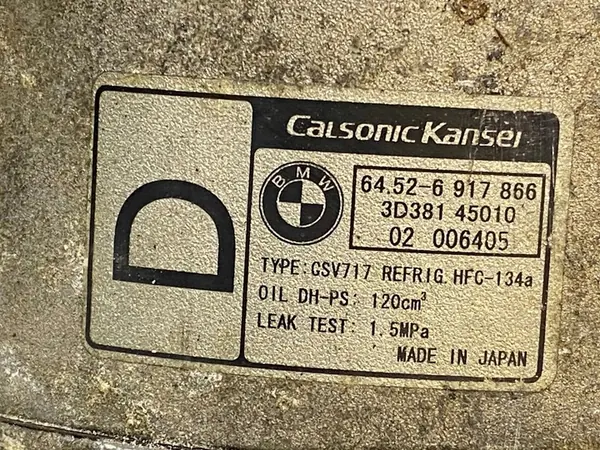 D
Calsonic Kansei
BMW
64.52-6 917 866
3D381 45010
02 006405
TYPE:CSV717 REFRIG.HFC-134a
OIL DH-PS: 120cm³
LEAK TEST: 1.5MPa
MADE IN JAPAN